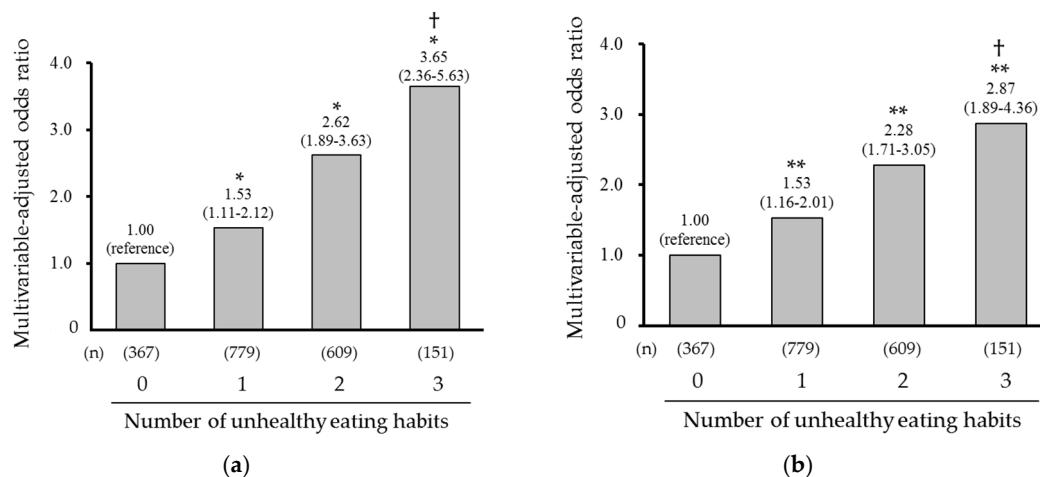 Multivariable-adjusted odds ratio
4.0
3.0
2.0
1.0
0
1.00
(reference)
*
1.53
(1.11-2.12)
*
2.62
(1.89-3.63)
†
*
3.65
(2.36-5.63)
(n) (367) (779) (609) (151)
0 1 2 3
Number of unhealthy eating habits
(a)
Multivariable-adjusted odds ratio
4.0
3.0
2.0
1.0
0
1.00
(reference)
**
1.53
(1.16-2.01)
**
2.28
(1.71-3.05)
†
**
2.87
(1.89-4.36)
(n) (367) (779) (609) (151)
0 1 2 3
Number of unhealthy eating habits
(b)